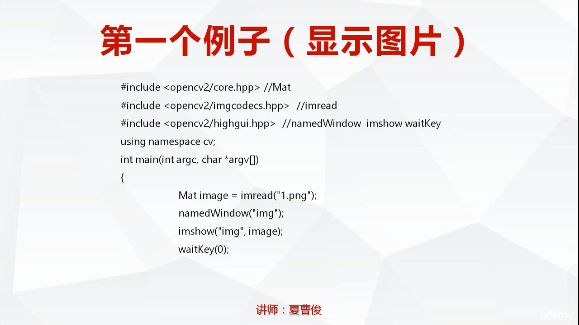 第一个例子（显示图片）
#include <opencv2/core.hpp> //Mat
#include <opencv2/imgcodecs.hpp>  //imread
#include <opencv2/highgui.hpp>  //namedWindow  imshow waitKey
using namespace cv;
int main(int argc, char *argv[])
{
Mat image = imread("1.png");
namedWindow("img");
imshow("img", image);
waitKey(0);
讲师：夏曹俊
udemy